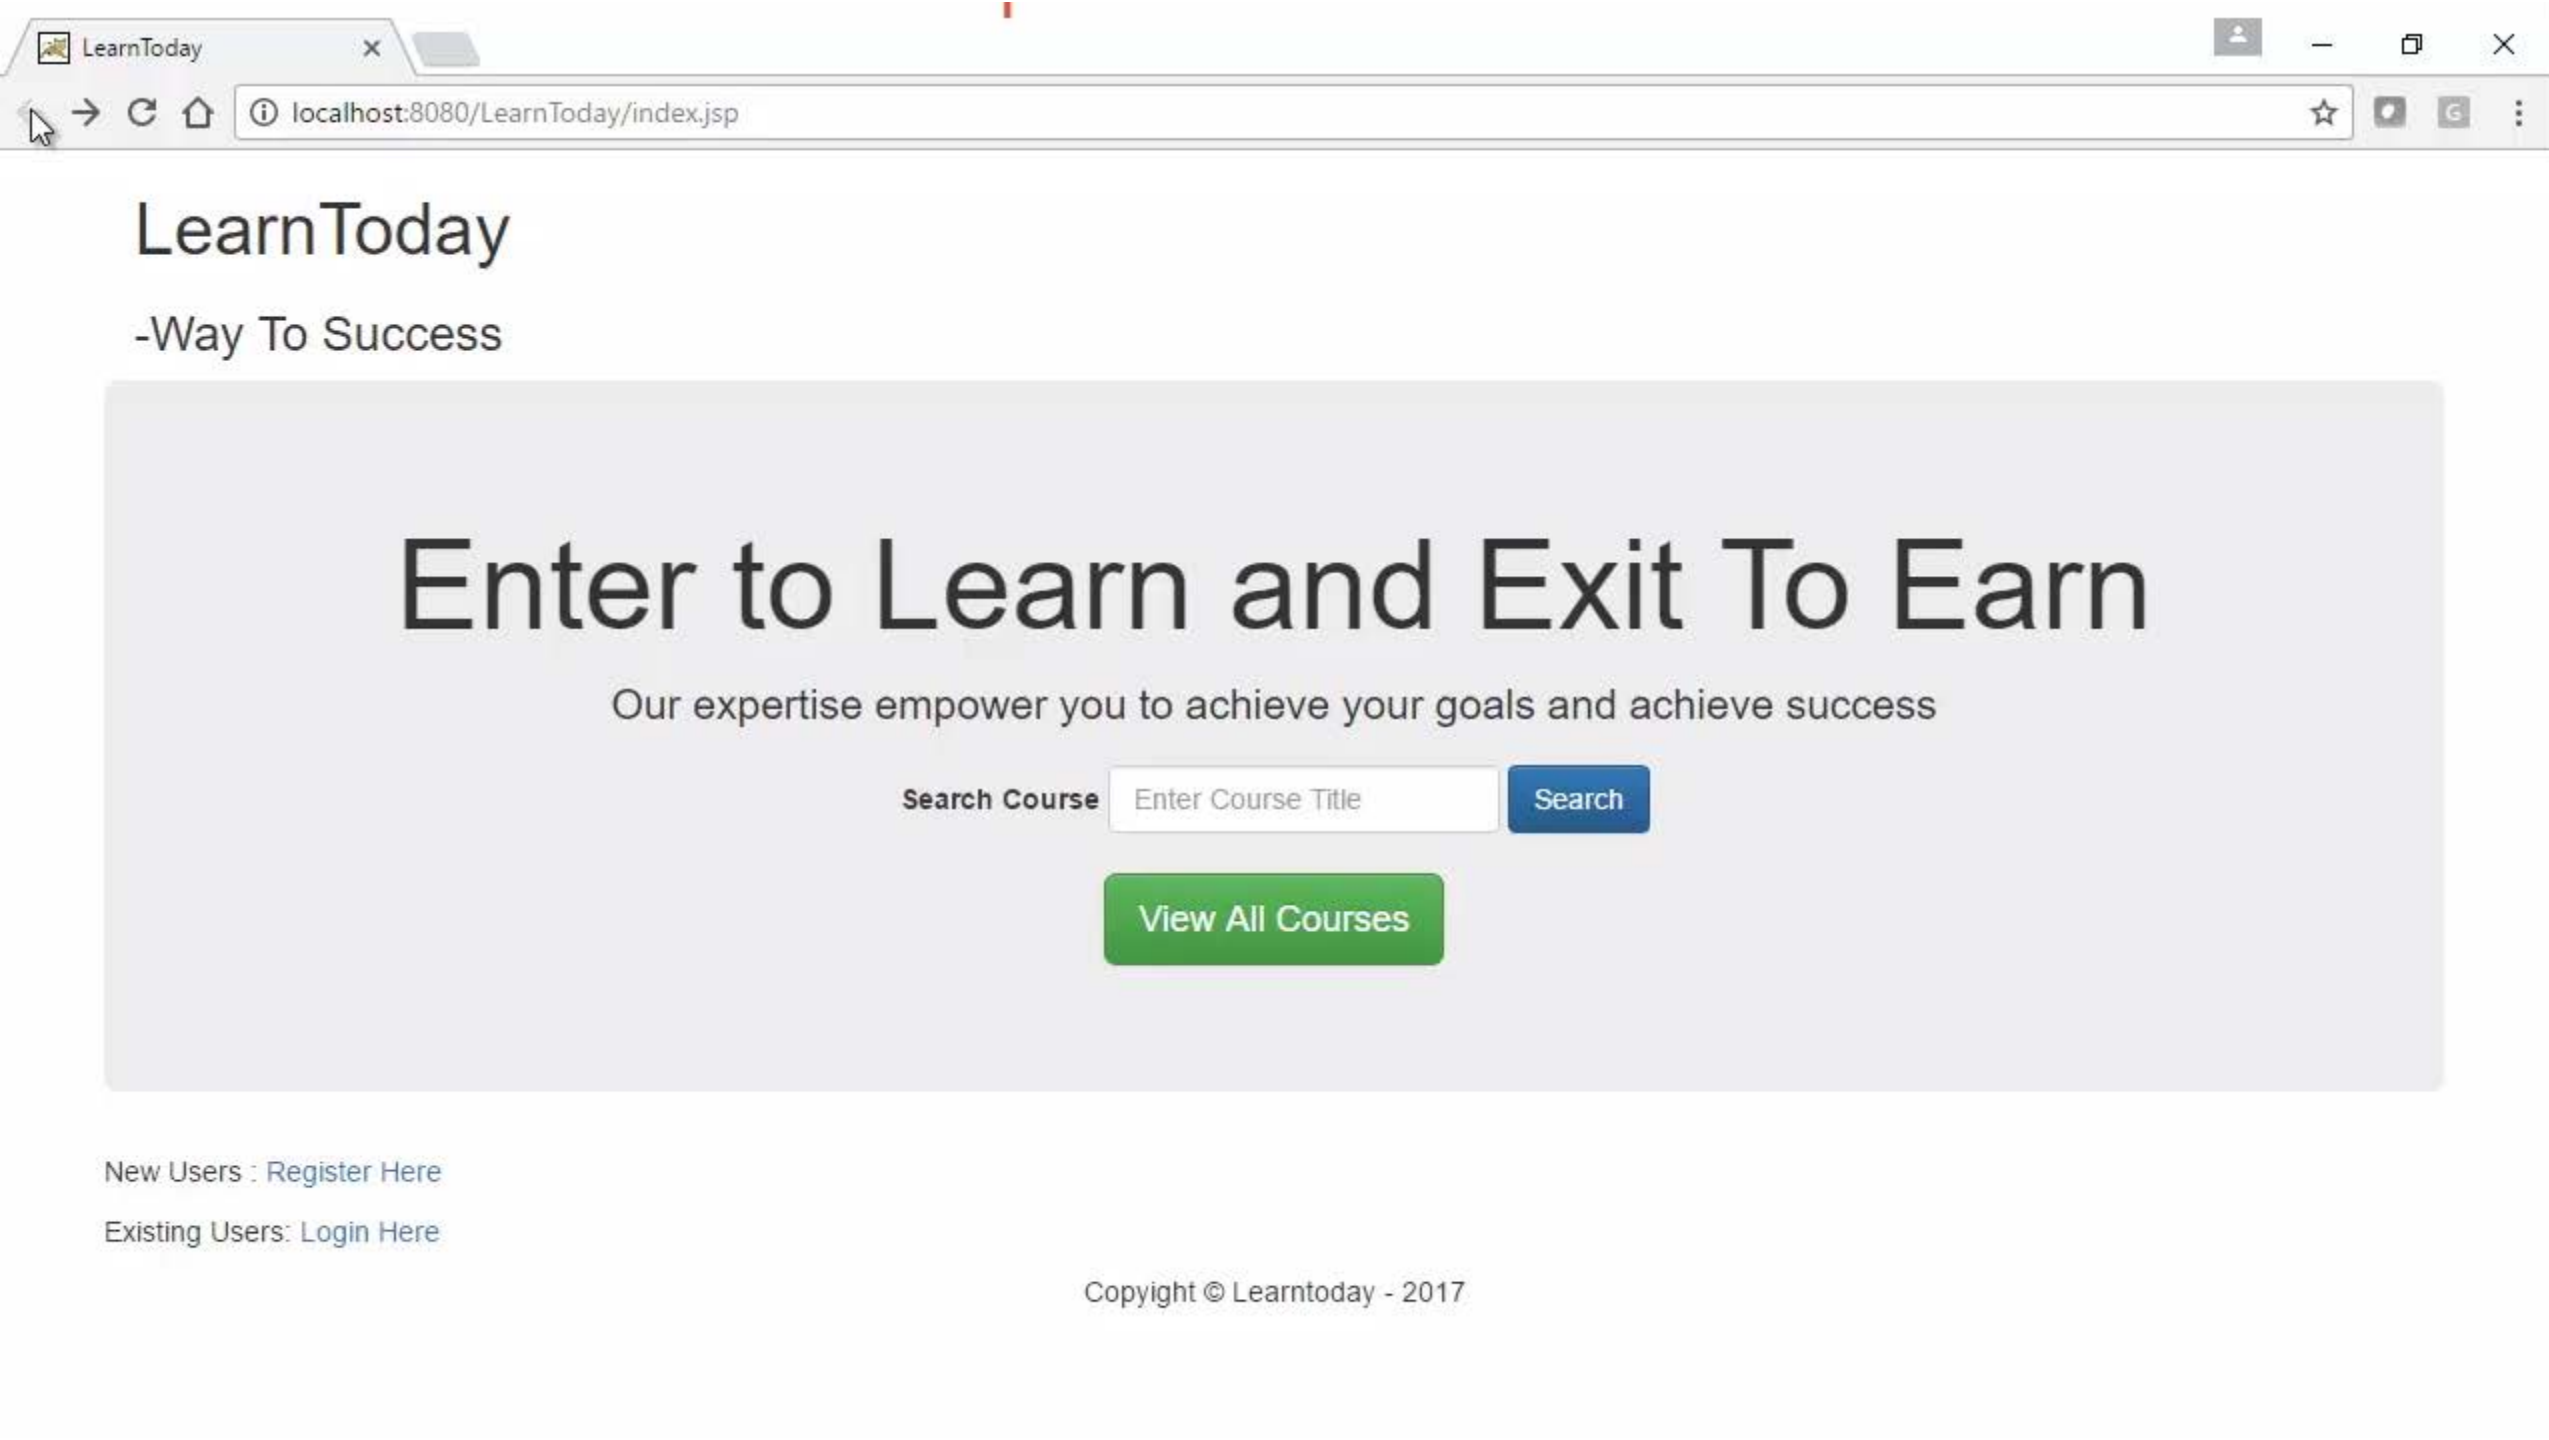 LearnToday
localhost:8080/LearnToday/index.jsp
G
LearnToday
-Way To Success
Enter to Learn and Exit To Earn
Our expertise empower you to achieve your goals and achieve success
Search Course Enter Course Title Search
View All Courses
New Users : Register Here
Existing Users: Login Here
Copyight © Learntoday - 2017